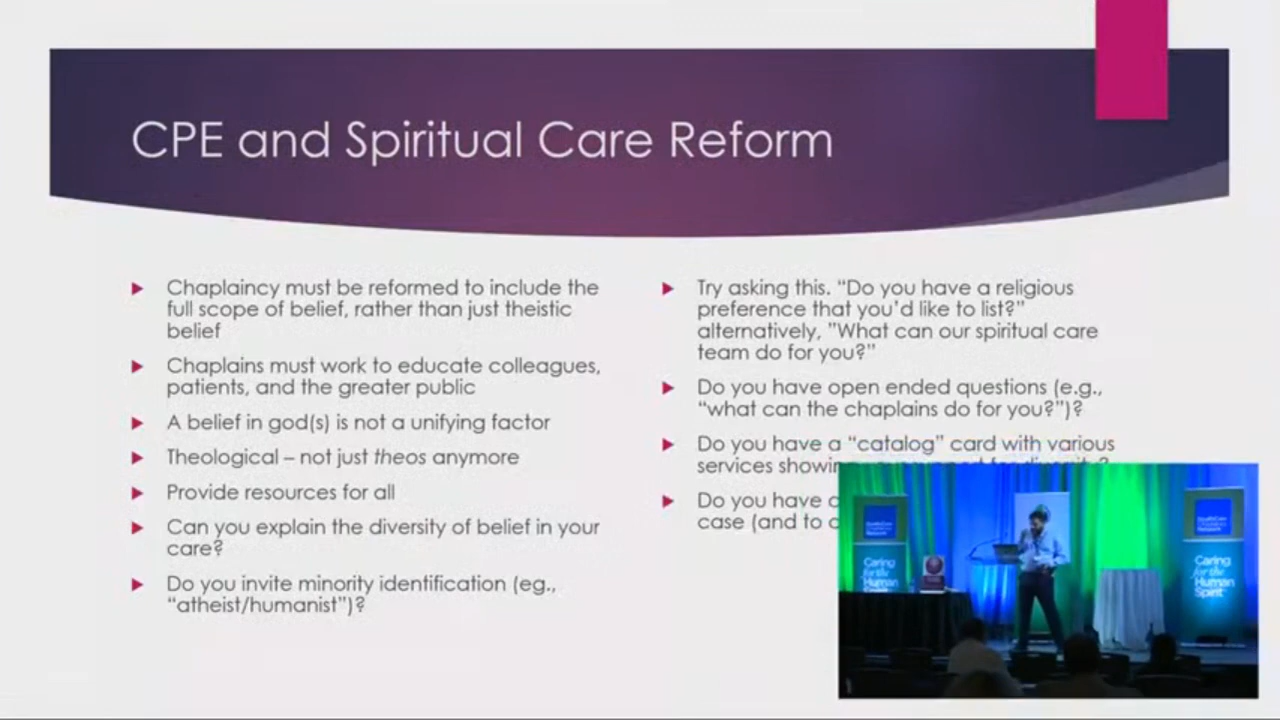 CPE and Spiritual Care Reform
Chaplaincy must be reformed to include the
full scope of belief, rather than just theistic
belief
Chaplains must work to educate colleagues,
patients, and the greater public
A belief in god(s) is not a unifying factor
Theological – not just theos anymore
Provide resources for all
Can you explain the diversity of belief in your
care?
Do you invite minority identification (eg.,
“atheist/humanist”)?
Try asking this. “Do you have a religious
preference that you’d like to list?”
alternatively, ”What can our spiritual care
team do for you?”
Do you have open ended questions (e.g.,
“what can the chaplains do for you?”)?
Do you have a “catalog” card with various
services
Do you have
case (and to
Caring
for the
Human
Caring
for the
Human
Spirit